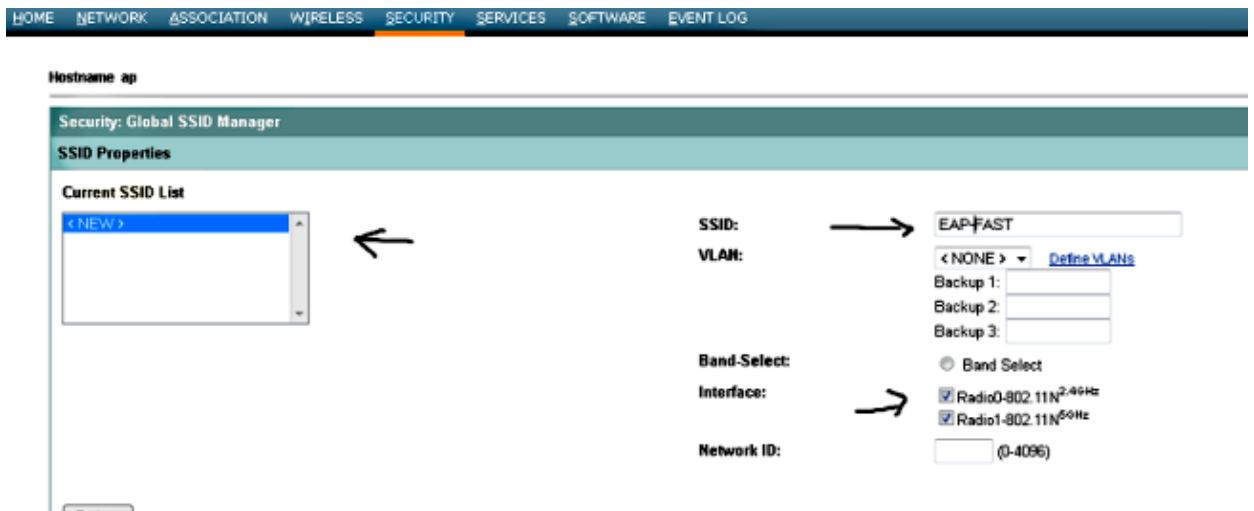 HOME NETWORK ASSOCIATION WIRELESS SECURITY SERVICES SOFTWARE EVENT LOG
Hostname ap
Security: Global SSID Manager
SSID Properties
Current SSID List
< NEW >
SSID: EAP-FAST
VLAN: < NONE > Define VLANs
Backup 1:
Backup 2:
Backup 3:
Band-Select: Band Select
Interface: Radio0-802.11N2.4GHz
Radio1-802.11N5GHz
Network ID: (0-4096)